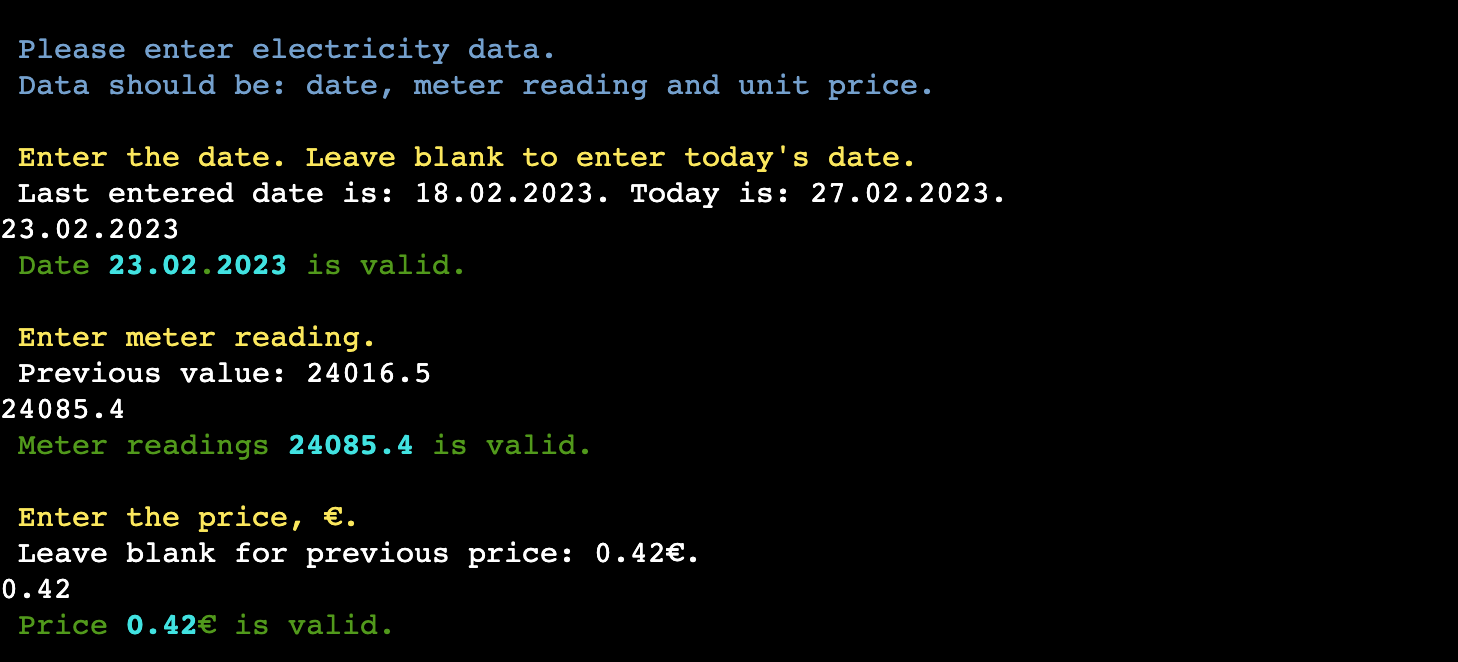 Please enter electricity data.
Data should be: date, meter reading and unit price.
Enter the date. Leave blank to enter today's date.
Last entered date is: 18.02.2023. Today is: 27.02.2023.
23.02.2023
Date 23.02.2023 is valid.
Enter meter reading.
Previous value: 24016.5
24085.4
Meter readings 24085.4 is valid.
Enter the price, €.
Leave blank for previous price: 0.42€.
0.42
Price 0.42€ is valid.